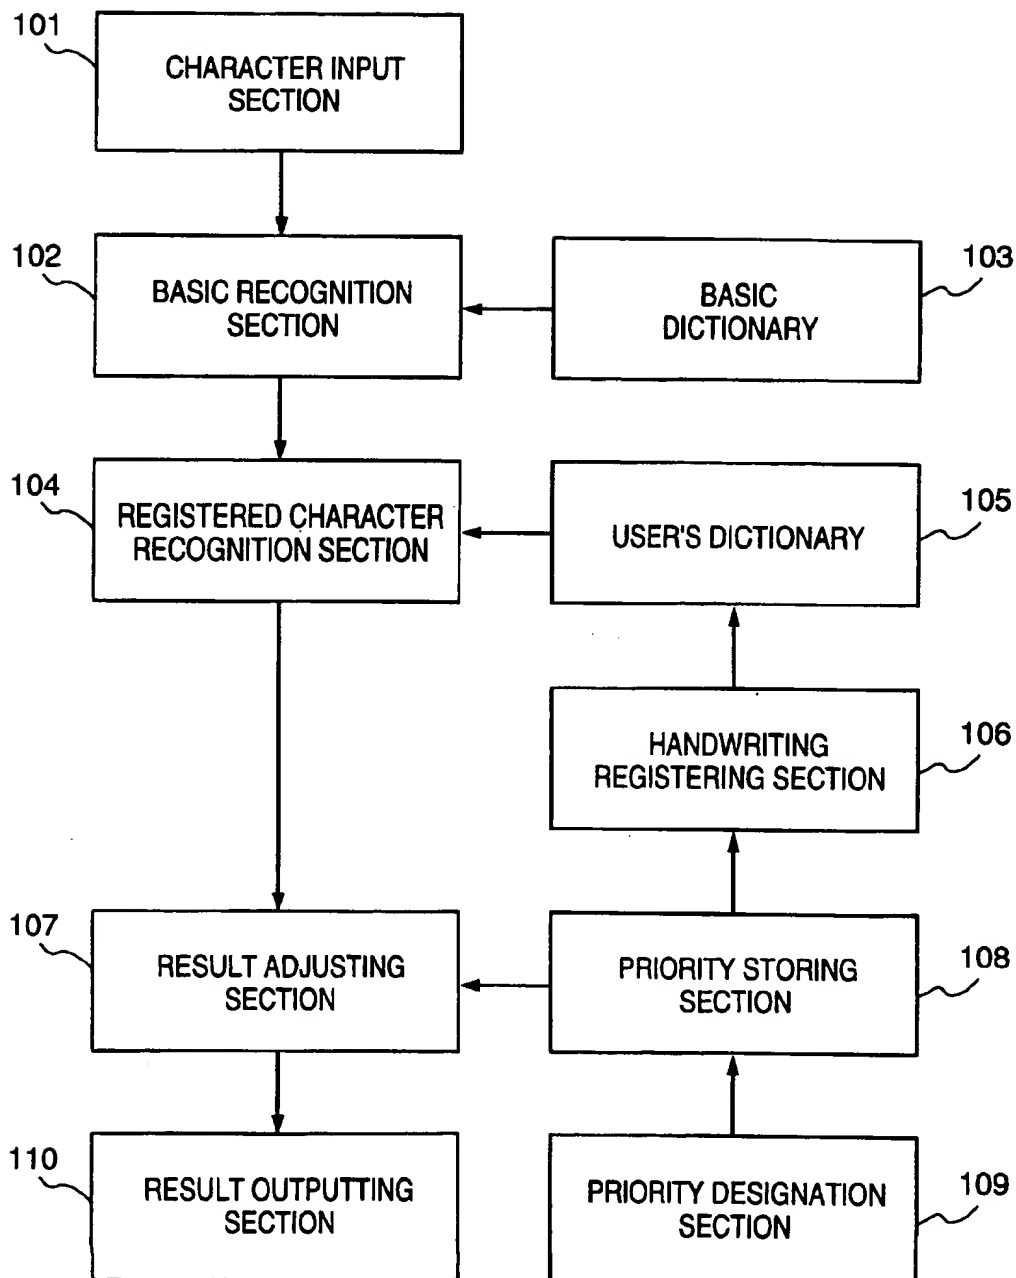 101
CHARACTER INPUT
SECTION
102
BASIC RECOGNITION
SECTION
BASIC
DICTIONARY
103
104
REGISTERED CHARACTER
RECOGNITION SECTION
USER'S DICTIONARY
105
HANDWRITING
REGISTERING SECTION
106
107
RESULT ADJUSTING
SECTION
PRIORITY STORING
SECTION
108
110
RESULT OUTPUTTING
SECTION
PRIORITY DESIGNATION
SECTION
109